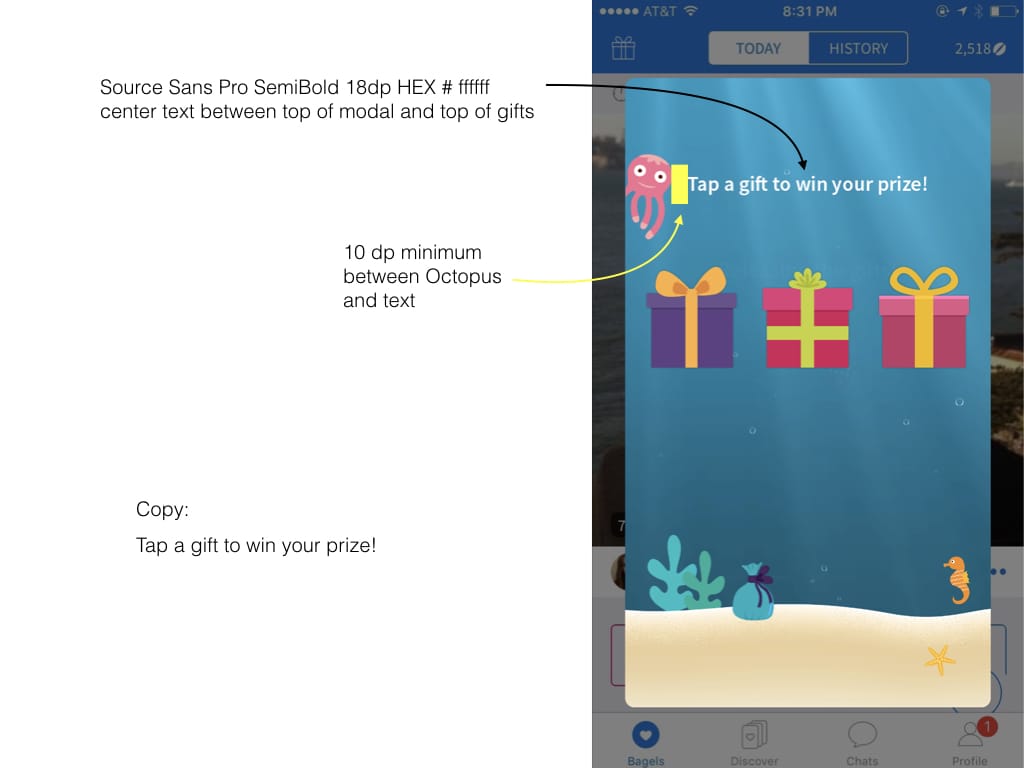 ●●●●● AT&T 8:31 PM
TODAY HISTORY 2,518
Source Sans Pro SemiBold 18dp HEX # ffffff
center text between top of modal and top of gifts
Tap a gift to win your prize!
10 dp minimum
between Octopus
and text
Copy:
Tap a gift to win your prize!
7
1
Bagels Discover Chats Profile